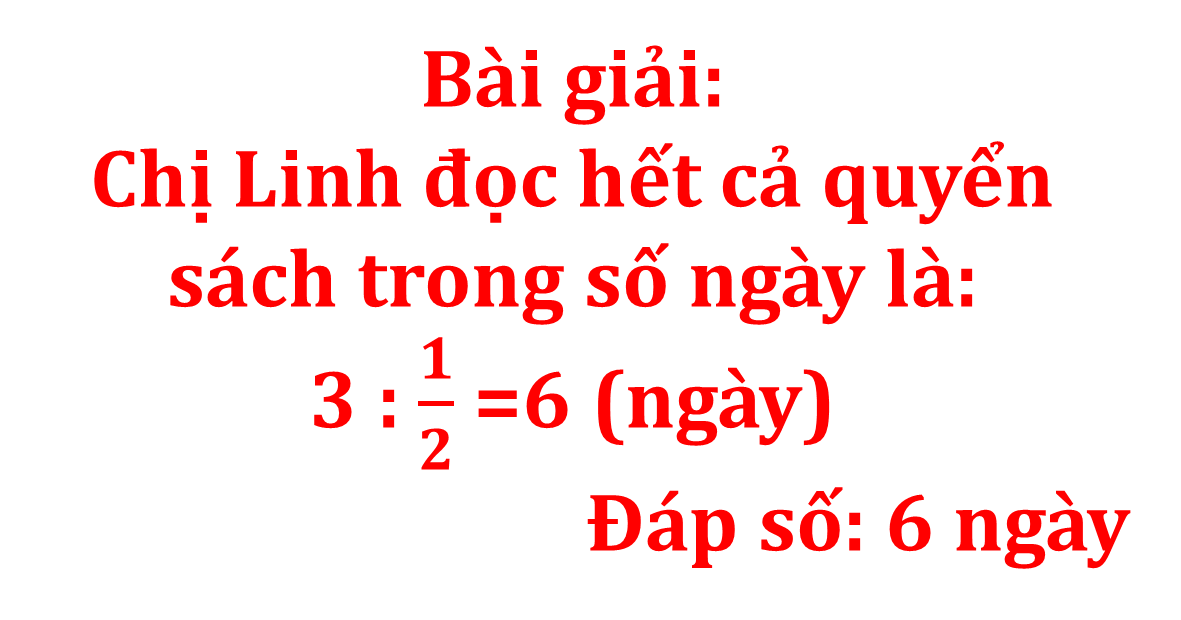 Bài giải:
Chị Linh đọc hết cả quyển
sách trong số ngày là:
3 : 1/2 =6 (ngày)
Đáp số: 6 ngày